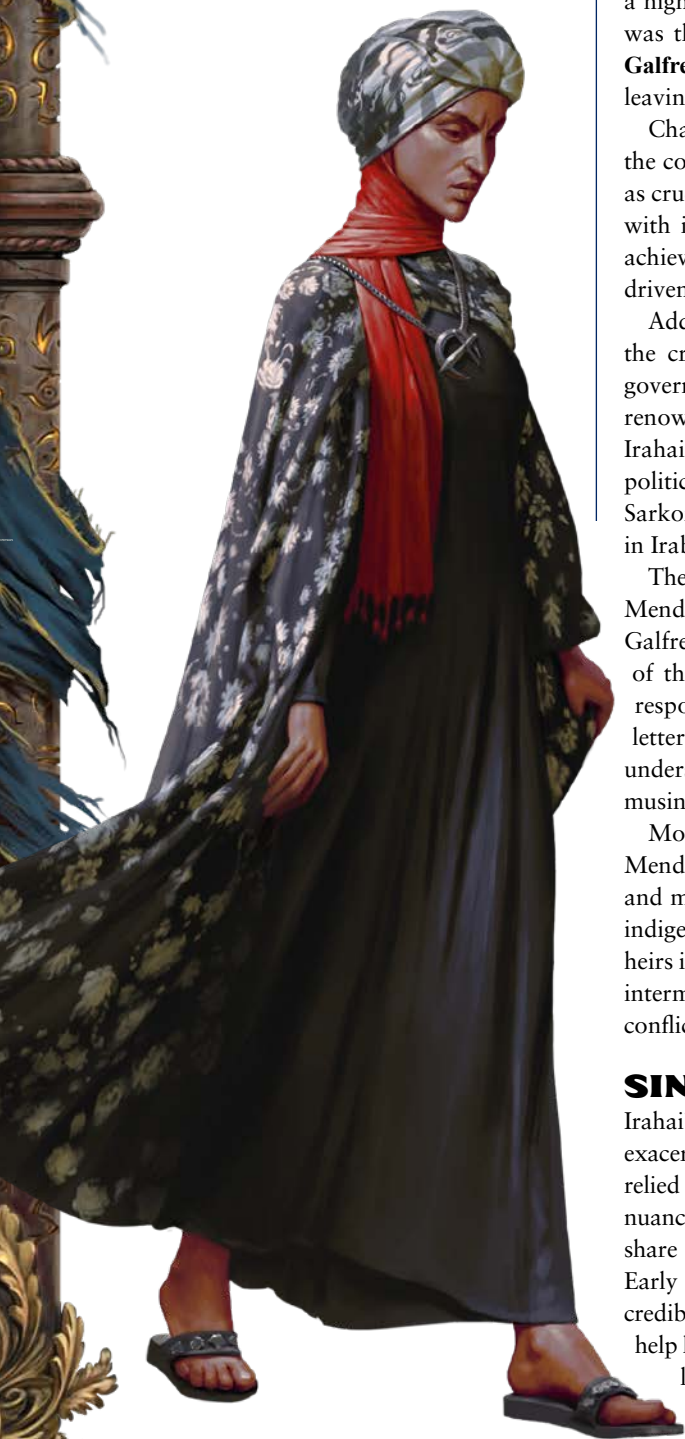 a high
was th
Galfre
leavin
Cha
the co
as cru
with i
achiev
driven
Add
the cr
govern
renow
Irahai
politic
Sarko
in Irab
The
Mend
Galfre
of th
respo
letter
under
musin
Mo
Mend
and m
indige
heirs i
interm
conflic
SIN
Irahai
exacer
relied
nuanc
share
Early
credib
help